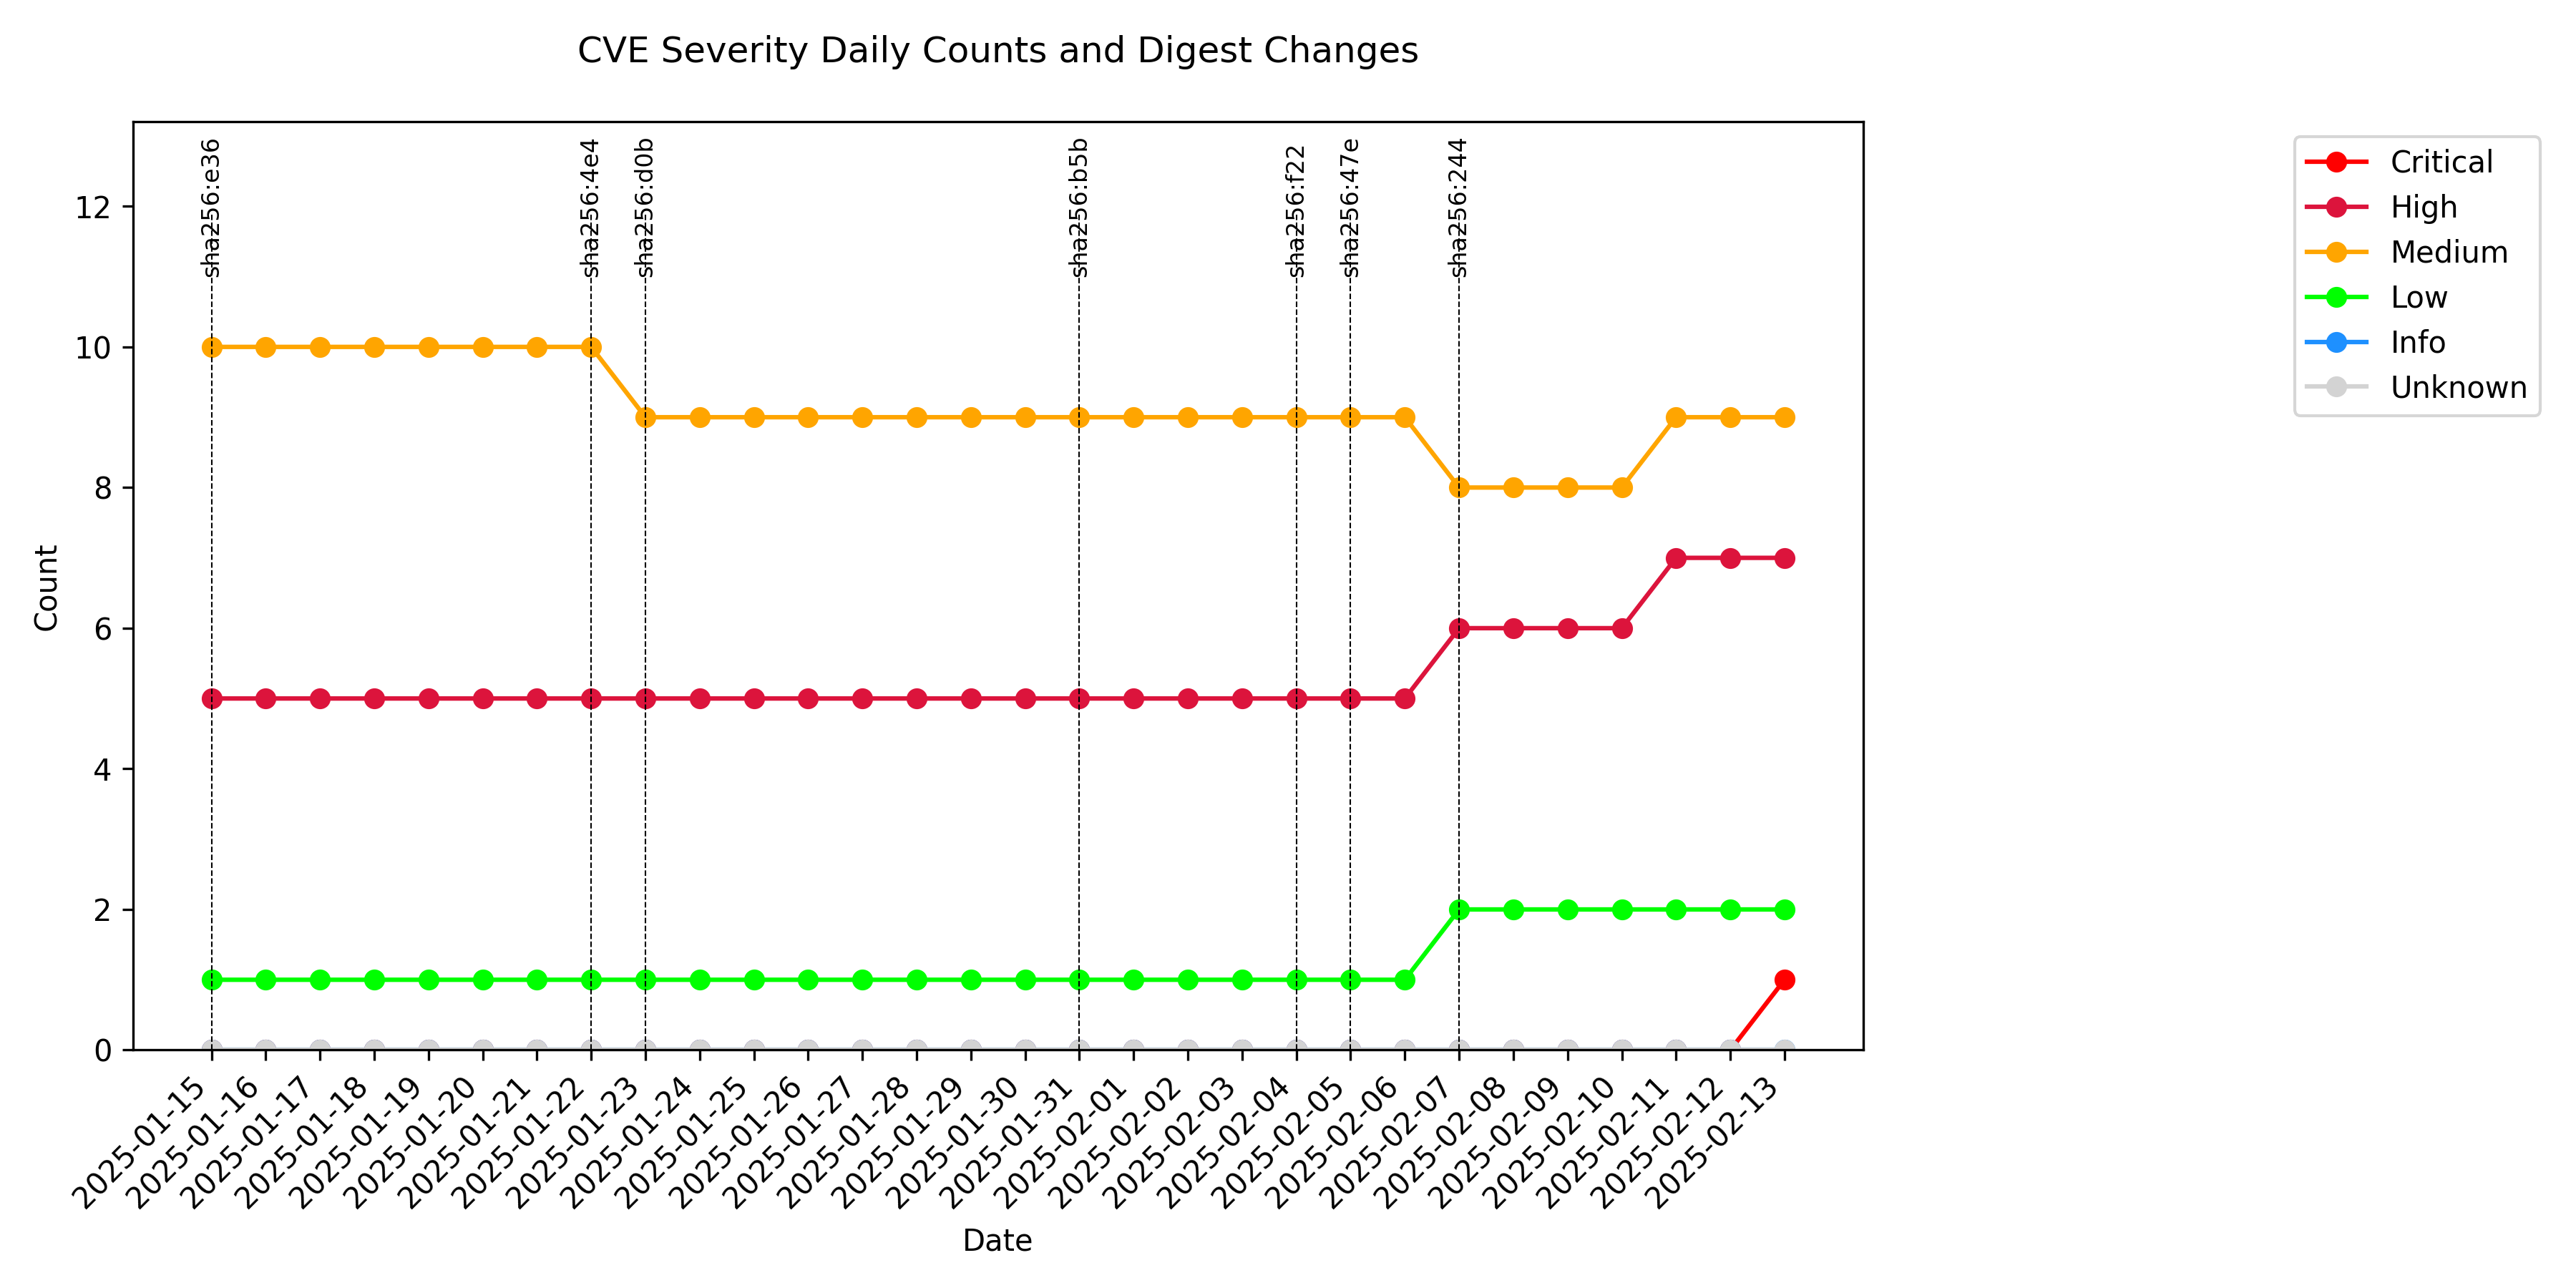 CVE Severity Daily Counts and Digest Changes
sha256:e36
sha256:4e4
sha256:d0b
sha256:b5b
sha256:f22
sha256:47e
sha256:244
Critical
High
Medium
Low
Info
Unknown
12
10
8
6
4
2
0
Count
2025-01-15
2025-01-16
2025-01-17
2025-01-18
2025-01-19
2025-01-20
2025-01-21
2025-01-22
2025-01-23
2025-01-24
2025-01-25
2025-01-26
2025-01-27
2025-01-28
2025-01-29
2025-01-30
2025-01-31
2025-02-01
2025-02-02
2025-02-03
2025-02-04
2025-02-05
2025-02-06
2025-02-07
2025-02-08
2025-02-09
2025-02-10
2025-02-11
2025-02-12
2025-02-13
Date